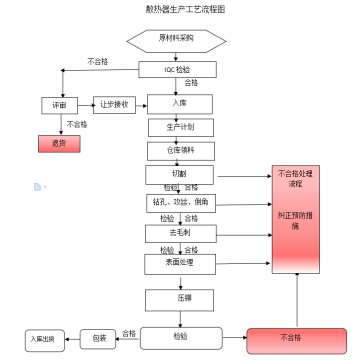 散热器生产工艺流程图
原材料采购
不合格
IQC 检验
合格
评审
让步接收
入库
不合格
生产计划
退货
仓库领料
切割
不合格处理
流程
检验 合格
钻孔、攻丝、倒角
纠正预防措
施
检验 合格
去毛刺
检验 合格
表面处理
压铆
入库出货
包装
合格
检验
不合格